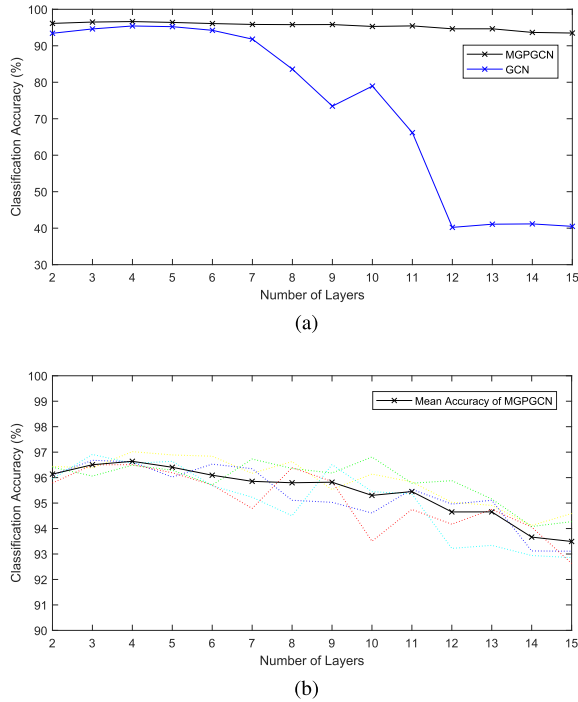 100
90
80
70
60
50
40
30
Classification Accuracy (%)
MGPGCN
GCN
2 3 4 5 6 7 8 9 10 11 12 13 14 15
Number of Layers
(a)
100
99
98
97
96
95
94
93
92
91
90
Classification Accuracy (%)
Mean Accuracy of MGPGCN
2 3 4 5 6 7 8 9 10 11 12 13 14 15
Number of Layers
(b)